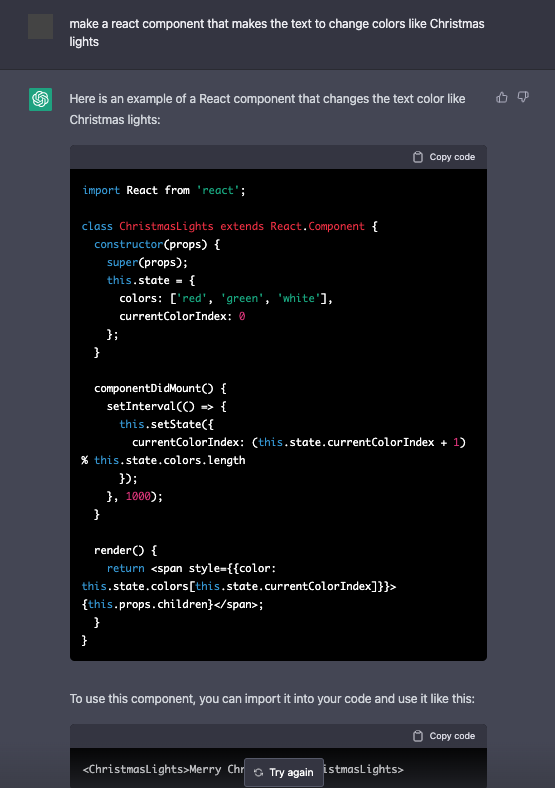 make a react component that makes the text to change colors like Christmas
lights
Here is an example of a React component that changes the text color like
Christmas lights:
Copy code
import React from 'react';
class ChristmasLights extends React.Component {
constructor(props) {
super(props);
this.state = {
colors: ['red', 'green', 'white'],
currentColorIndex: 0
};
}
componentDidMount() {
setInterval(() => {
this.setState({
currentColorIndex: (this.state.currentColorIndex + 1)
% this.state.colors.length
});
}, 1000);
}
render() {
return <span style={{color:
this.state.colors[this.state.currentColorIndex]}}>
{this.props.children}</span>;
}
}
To use this component, you can import it into your code and use it like this:
Copy code
<ChristmasLights>Merry Chr
Try again
istmasLights>